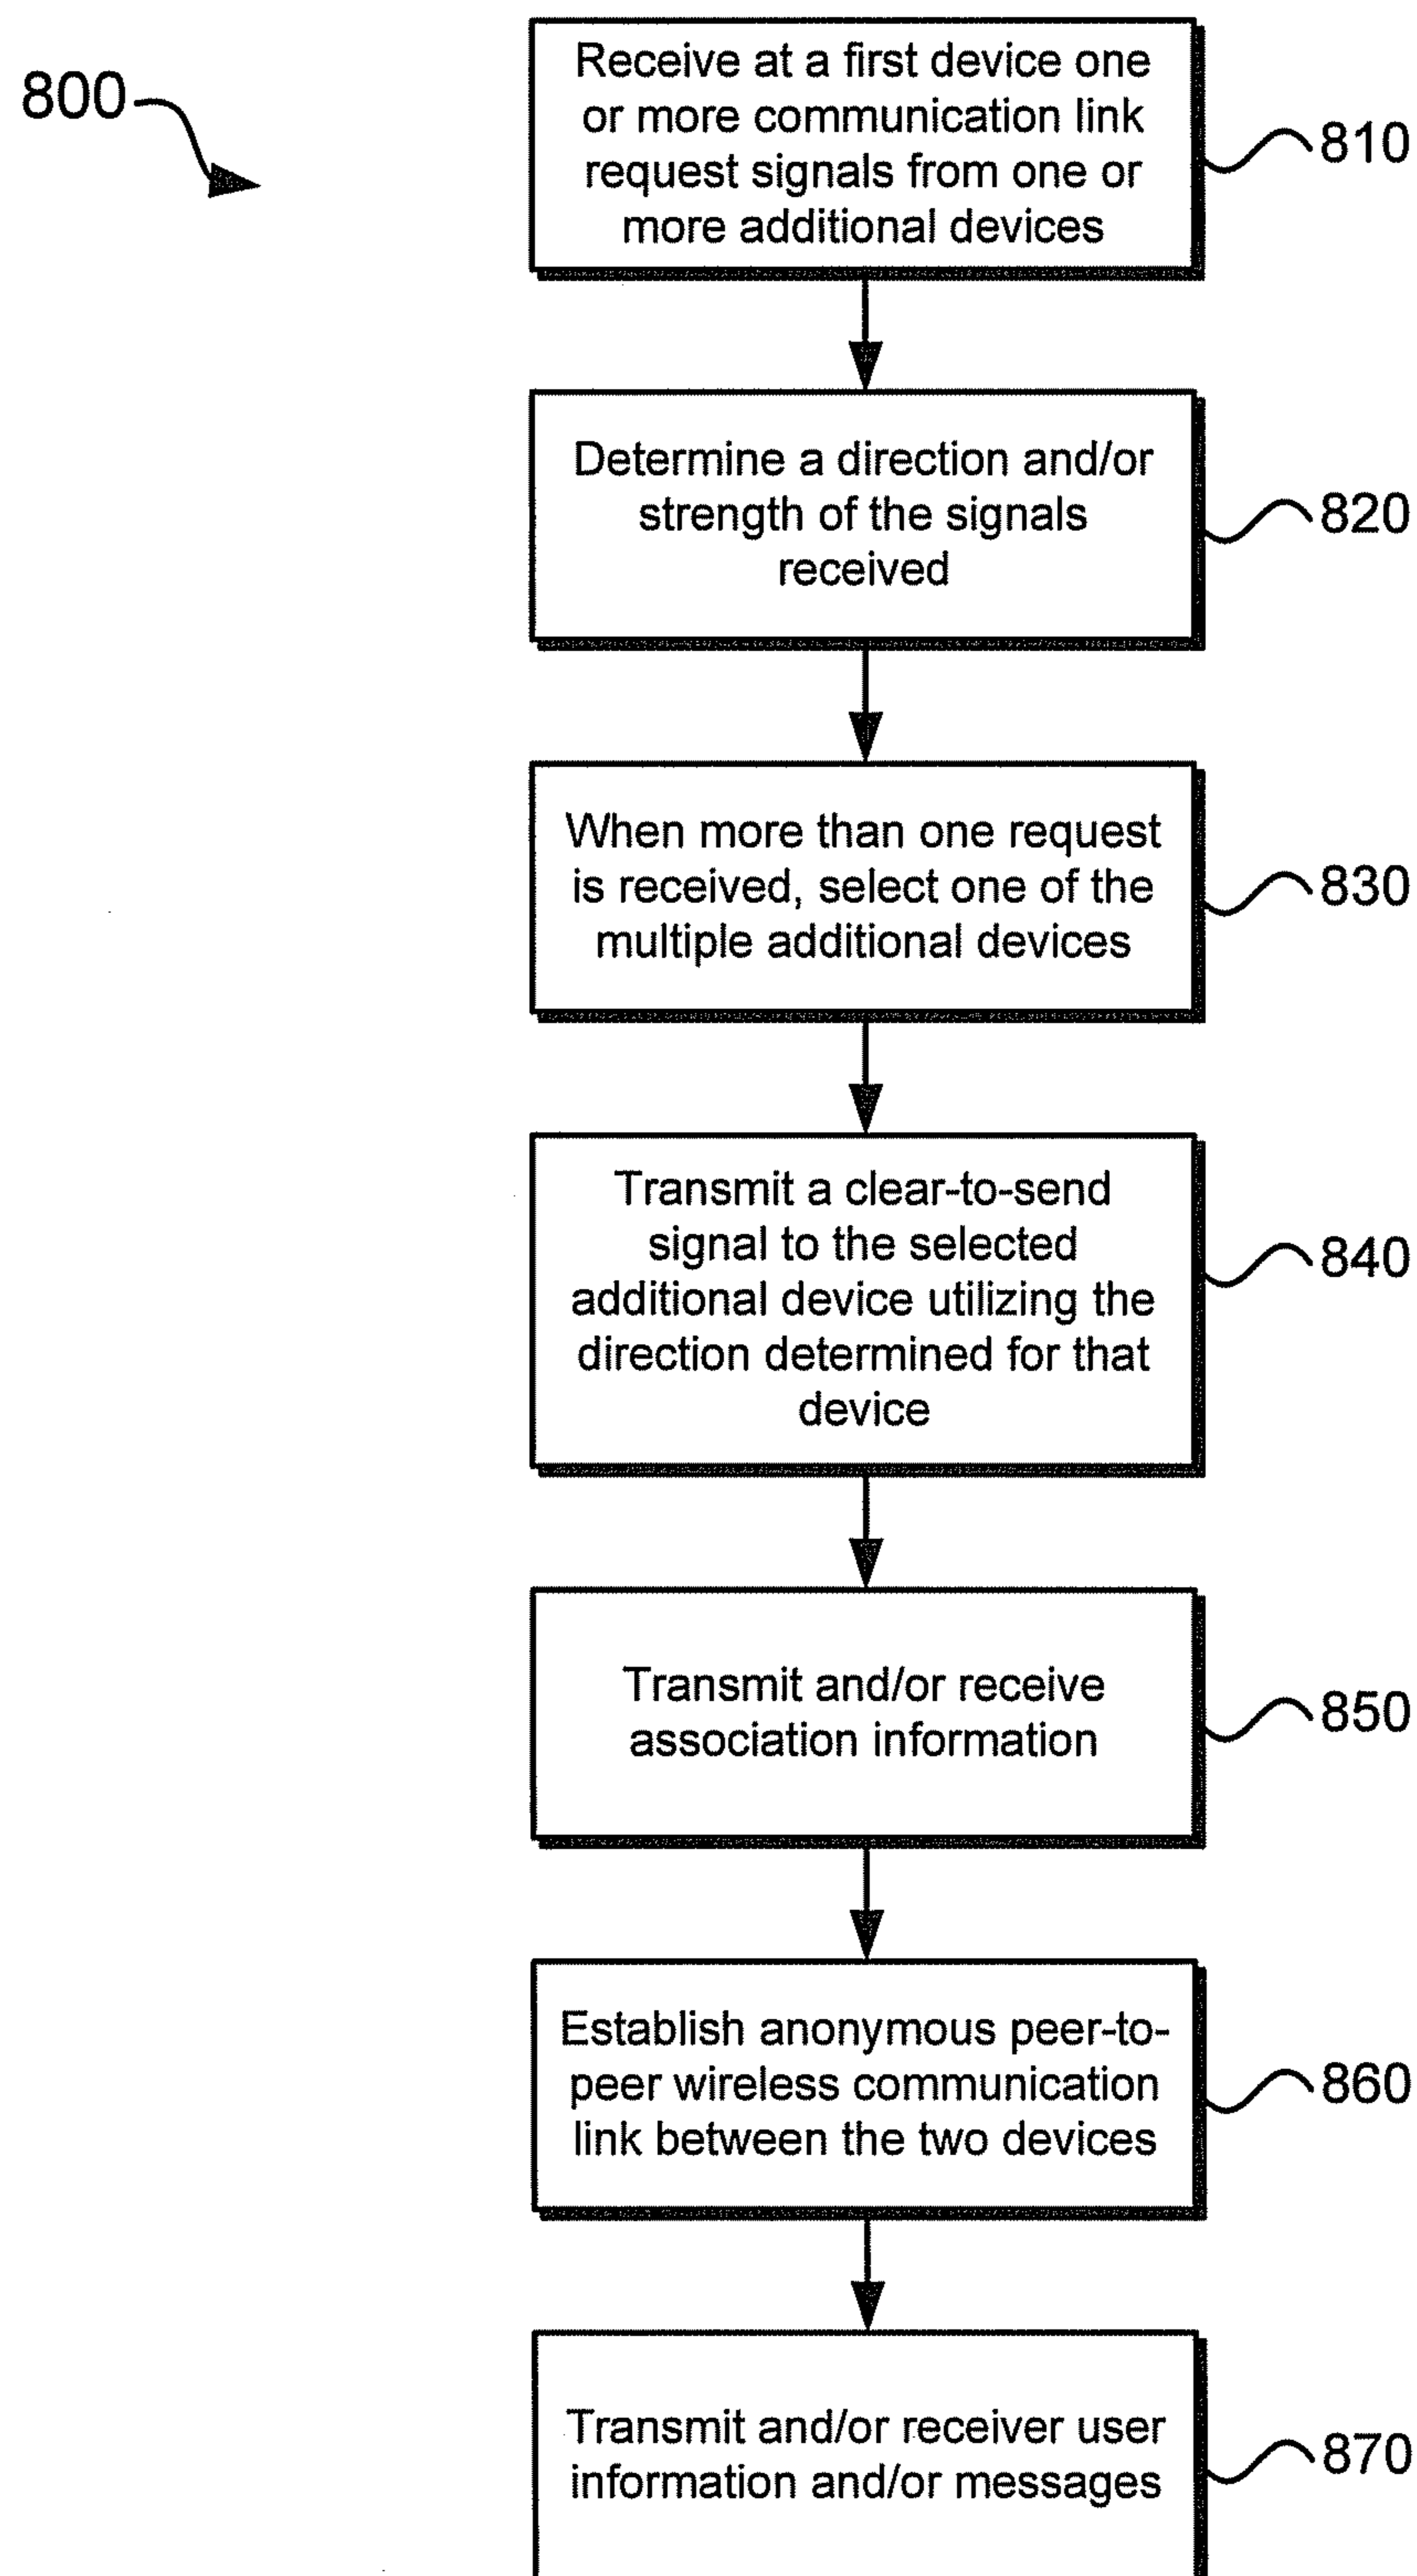 800
Receive at a first device one
or more communication link
request signals from one or
more additional devices
810
Determine a direction and/or
strength of the signals
received
820
When more than one request
is received, select one of the
multiple additional devices
830
Transmit a clear-to-send
signal to the selected
additional device utilizing the
direction determined for that
device
840
Transmit and/or receive
association information
850
Establish anonymous peer-to-
peer wireless communication
link between the two devices
860
Transmit and/or receiver user
information and/or messages
870